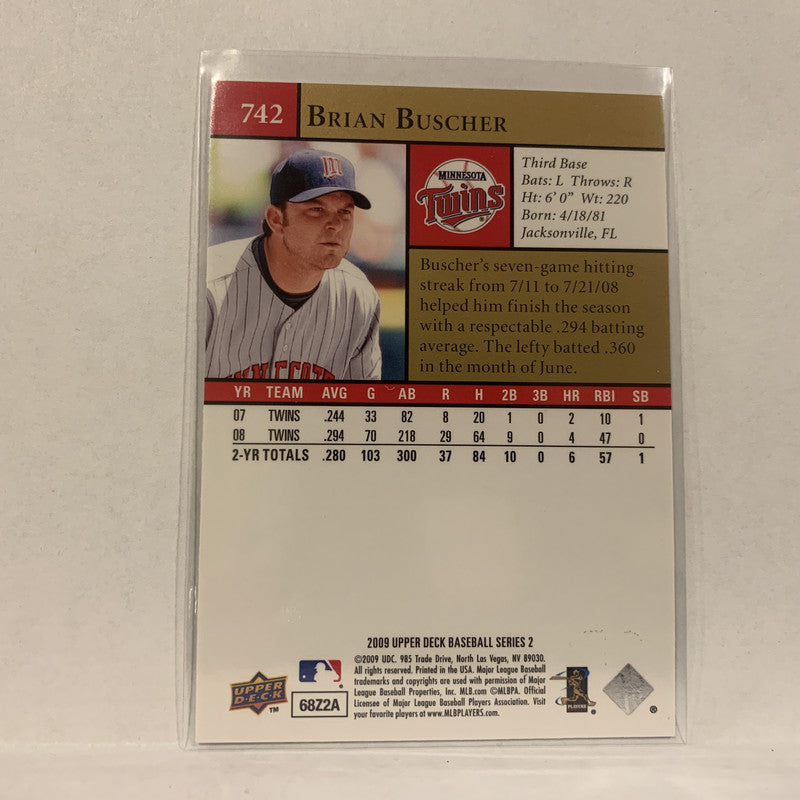 742 BRIAN BUSCHER
MINNESOTA
Twins
Third Base
Bats: L Throws: R
Ht: 6' 0" Wt: 220
Born: 4/18/81
Jacksonville, FL
Buscher's seven-game hitting
streak from 7/11 to 7/21/08
helped him finish the season
with a respectable .294 batting
average. The lefty batted .360
in the month of June.
YR TEAM AVG G AB R H 2B 3B HR RBI SB
07 TWINS .244 33 82 8 20 1 0 2 10 1
08 TWINS .294 70 218 29 64 9 0 4 47 0
2-YR TOTALS .280 103 300 37 84 10 0 6 57 1
2009 UPPER DECK BASEBALL SERIES 2
©2009 UDC. 985 Trade Drive, North Las Vegas, NV 89030.
All rights reserved. Printed in the USA. Major League Baseball
trademarks and copyrights are used with permission of Major
League Baseball Properties, Inc. MLB.com ©MLBPA. Official
Licensee of Major League Baseball Players Association. Visit
your favorite players at www.MLBPLAYERS.com.
UPPER
DECK
TM
68Z2A
PLAYERS
®